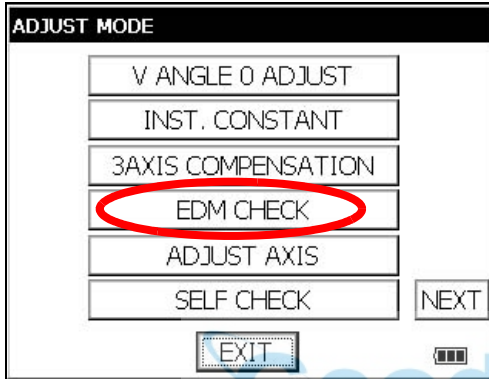 ADJUST MODE
V ANGLE 0 ADJUST
INST. CONSTANT
3AXIS COMPENSATION
EDM CHECK
ADJUST AXIS
SELF CHECK
NEXT
EXIT